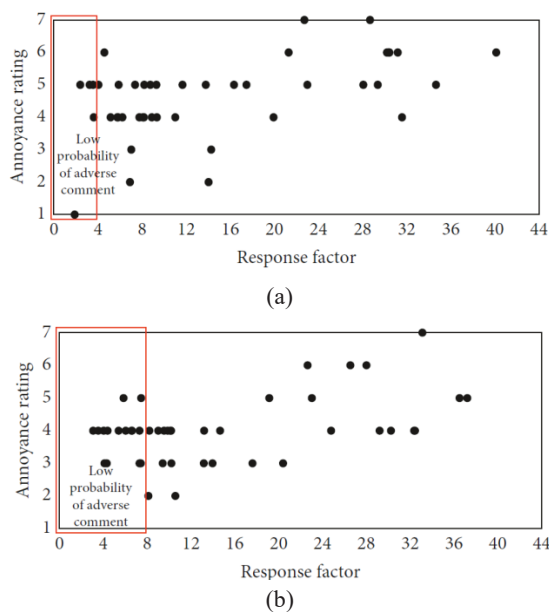 7
6
5
4
3
2
1
Annoyance rating
Low
probability
of adverse
comment
0 4 8 12 16 20 24 28 32 36 40 44
Response factor
(a)
7
6
5
4
3
2
1
Annoyance rating
Low
probability
of adverse
comment
0 4 8 12 16 20 24 28 32 36 40 44
Response factor
(b)